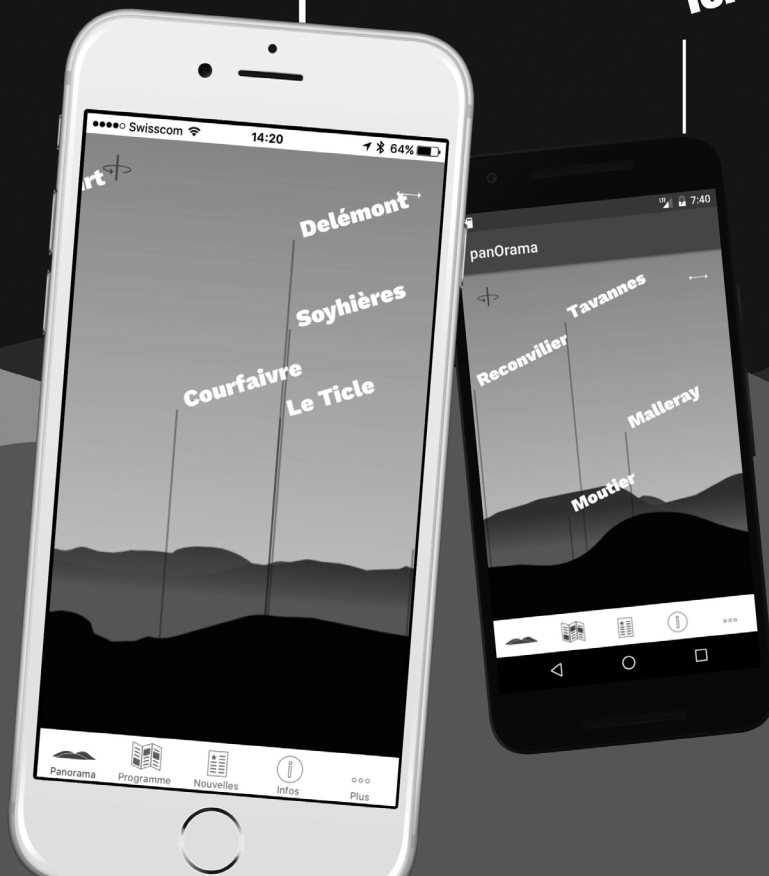 Swisscom
14:20
64%
Delémont
Soyhières
Courfaivre
Le Ticle
Panorama
Programme
Nouvelles
Infos
Plus
LTE
7:40
panOrama
Tavannes
Reconvilier
Malleray
Moutier